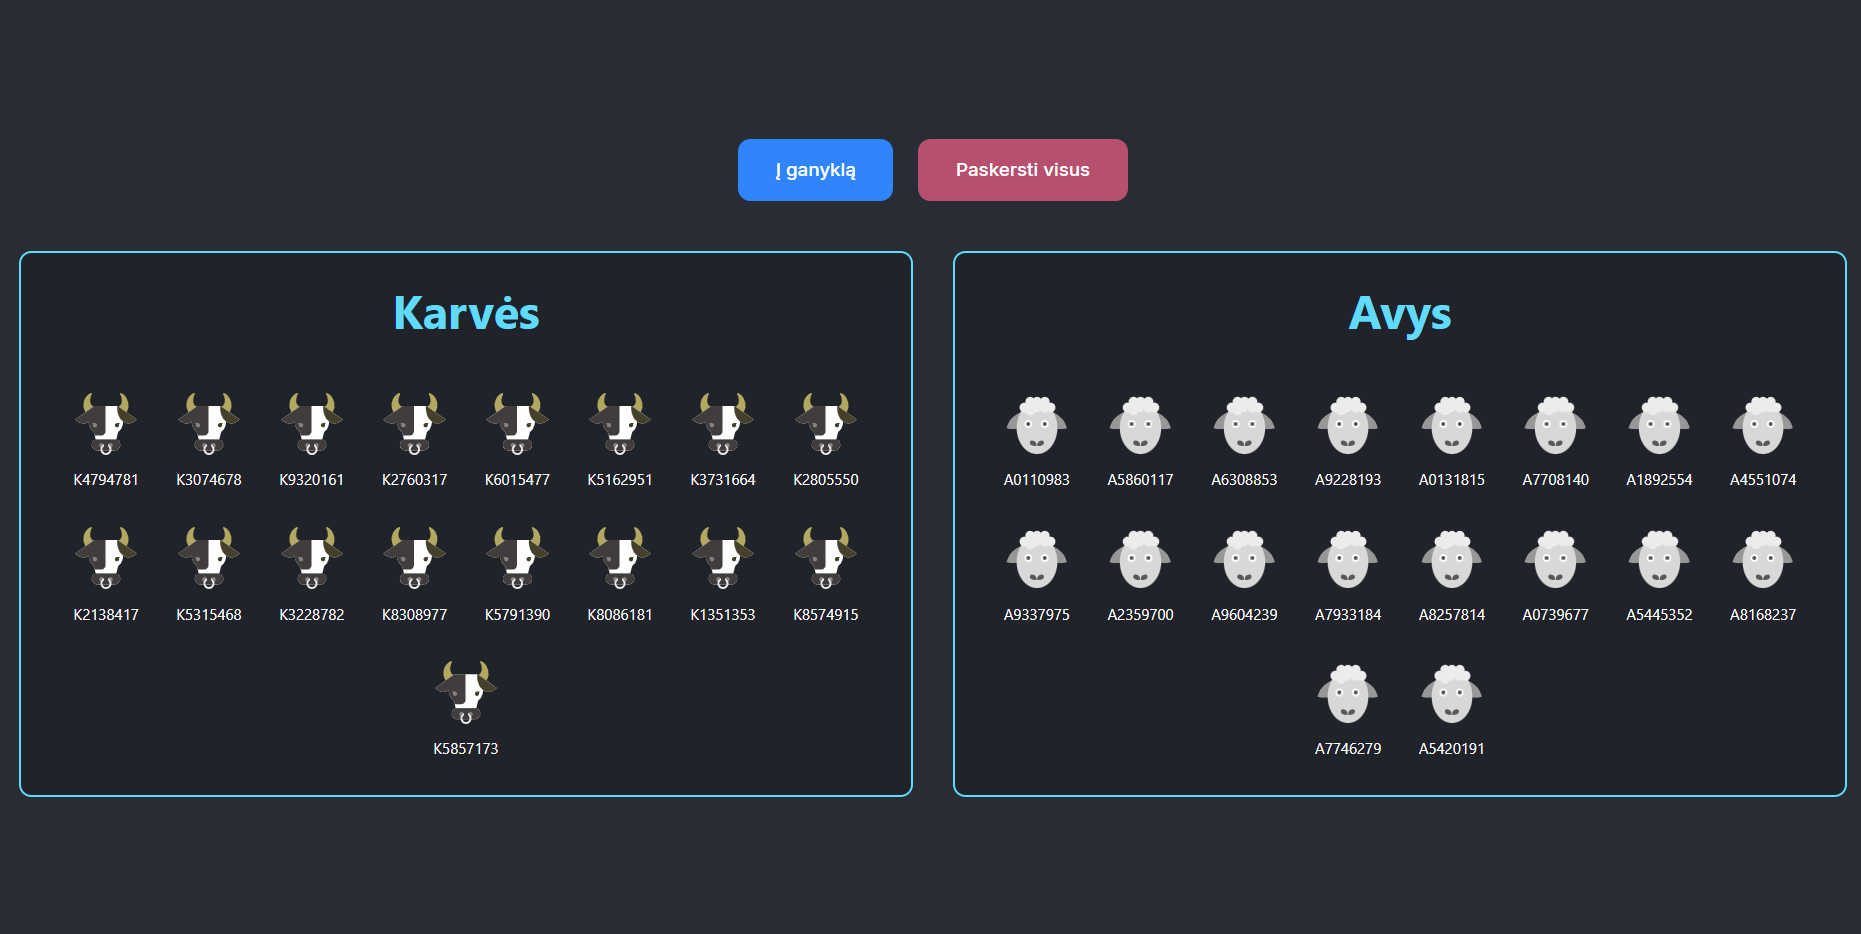 Į ganyklą
Paskersti visus
Karvės
K4794781 K3074678 K9320161 K2760317 K6015477 K5162951 K3731664 K2805550
K2138417 K5315468 K3228782 K8308977 K5791390 K8086181 K1351353 K8574915
K5857173
Avys
A0110983 A5860117 A6308853 A9228193 A0131815 A7708140 A1892554 A4551074
A9337975 A2359700 A9604239 A7933184 A8257814 A0739677 A5445352 A8168237
A7746279 A5420191